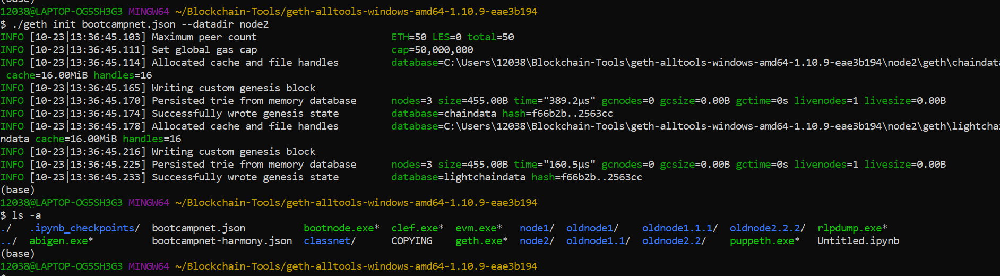 (base)
12038@LAPTOP-OG5SH3G3 MINGW64 ~/Blockchain-Tools/geth-alltools-windows-amd64-1.10.9-eae3b194
$ ./geth init bootcampnet.json --datadir node2
INFO [10-23|13:36:45.103] Maximum peer count                       ETH=50 LES=0 total=50
INFO [10-23|13:36:45.111] Set global gas cap                       cap=50,000,000
INFO [10-23|13:36:45.114] Allocated cache and file handles         database=C:\Users\12038\Blockchain-Tools\geth-alltools-windows-amd64-1.10.9-eae3b194\node2\geth\chaindata
 cache=16.00MiB handles=16
INFO [10-23|13:36:45.165] Writing custom genesis block
INFO [10-23|13:36:45.170] Persisted trie from memory database      nodes=3 size=455.00B time="389.2µs" gcnodes=0 gcsize=0.00B gctime=0s livenodes=1 livesize=0.00B
INFO [10-23|13:36:45.174] Successfully wrote genesis state         database=chaindata hash=f66b2b..2563cc
INFO [10-23|13:36:45.178] Allocated cache and file handles         database=C:\Users\12038\Blockchain-Tools\geth-alltools-windows-amd64-1.10.9-eae3b194\node2\geth\lightchai
ndata cache=16.00MiB handles=16
INFO [10-23|13:36:45.216] Writing custom genesis block
INFO [10-23|13:36:45.225] Persisted trie from memory database      nodes=3 size=455.00B time="160.5µs" gcnodes=0 gcsize=0.00B gctime=0s livenodes=1 livesize=0.00B
INFO [10-23|13:36:45.233] Successfully wrote genesis state         database=lightchaindata hash=f66b2b..2563cc
(base)
12038@LAPTOP-OG5SH3G3 MINGW64 ~/Blockchain-Tools/geth-alltools-windows-amd64-1.10.9-eae3b194
$ ls -a
./   .ipynb_checkpoints/  bootcampnet.json          bootnode.exe*  clef.exe*  evm.exe*   node1/  oldnode1/    oldnode1.1.1/  oldnode2.2.2/  rlpdump.exe*
../  abigen.exe*          bootcampnet-harmony.json  classnet/      COPYING    geth.exe*  node2/  oldnode1.1/  oldnode2.2/    puppeth.exe*   Untitled.ipynb
(base)
12038@LAPTOP-OG5SH3G3 MINGW64 ~/Blockchain-Tools/geth-alltools-windows-amd64-1.10.9-eae3b194